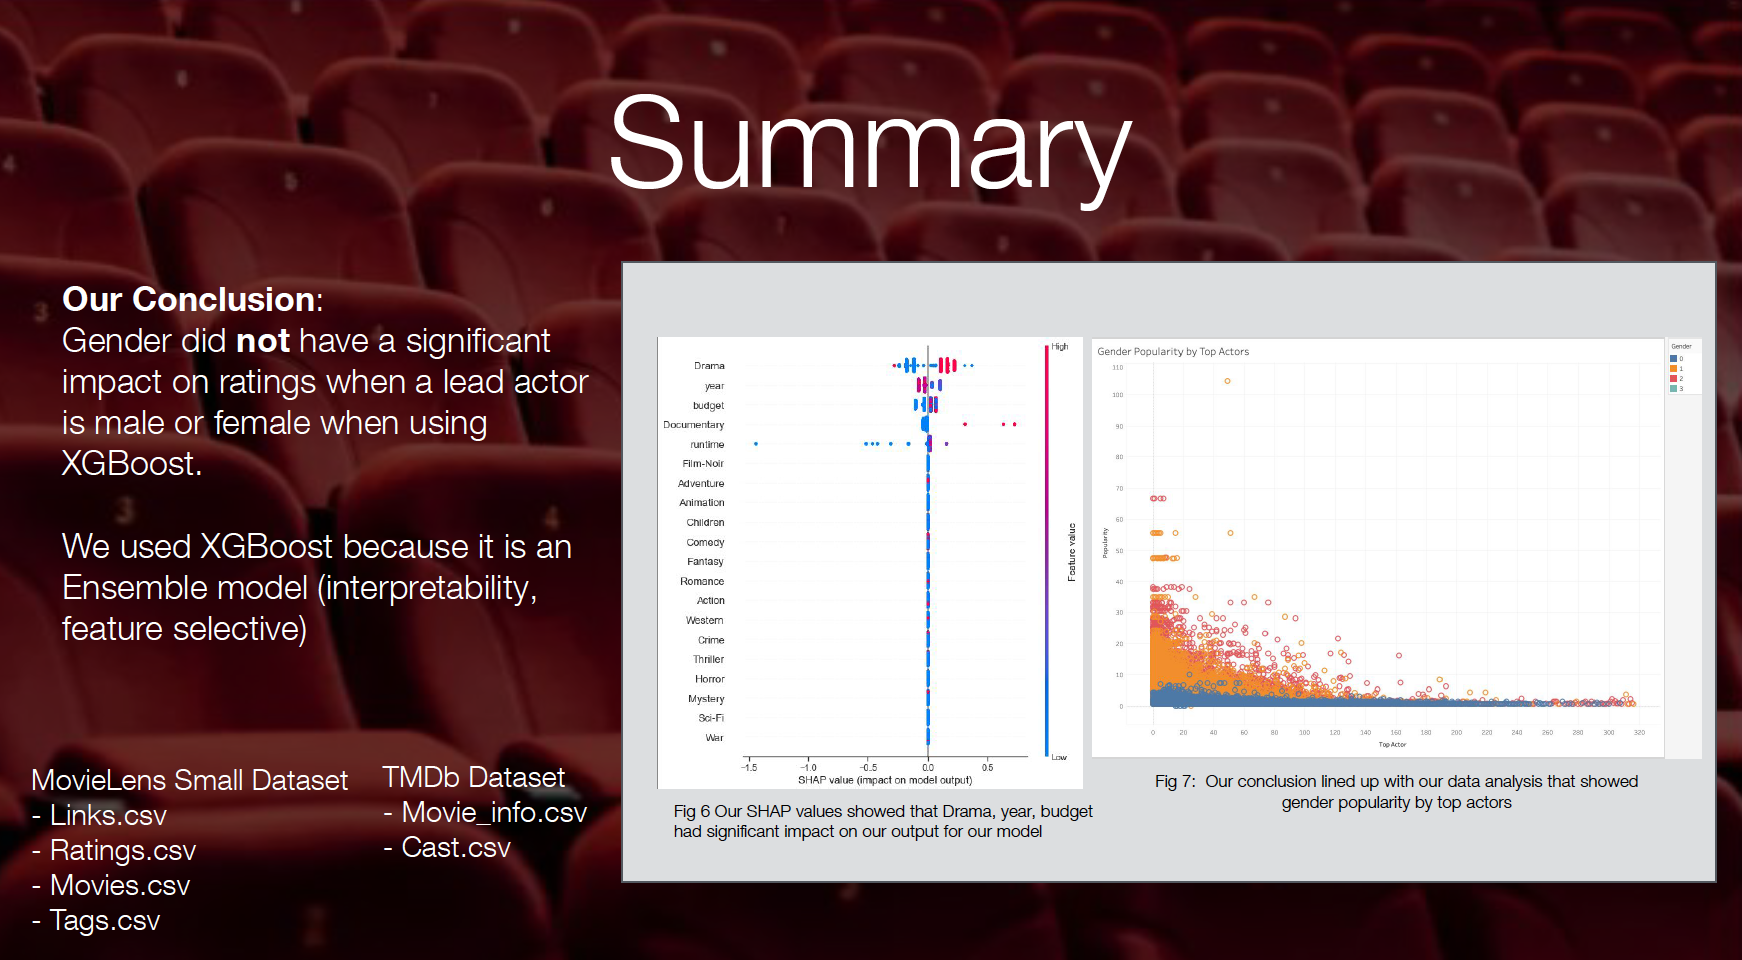 Summary
Our Conclusion:
Gender did not have a significant
impact on ratings when a lead actor
is male or female when using
XGBoost.
We used XGBoost because it is an
Ensemble model (interpretability,
feature selective)
MovieLens Small Dataset
- Links.csv
- Ratings.csv
- Movies.csv
- Tags.csv
TMDb Dataset
- Movie_info.csv
- Cast.csv
Drama
year
budget
Documentary
runtime
Film-Noir
Adventure
Animation
Children
Comedy
Fantasy
Romance
Action
Western
Crime
Thriller
Horror
Mystery
Sci-Fi
War
−1.5 −1.0 −0.5 0.0 0.5
SHAP value (impact on model output)
High
Feature value
Low
Fig 6 Our SHAP values showed that Drama, year, budget
had significant impact on our output for our model
Gender Popularity by Top Actors
110
100
90
80
70
60
50
40
30
20
10
0
Popularity
0 20 40 60 80 100 120 140 160 180 200 220 240 260 280 300 320
Top Actor
Gender
0
1
2
3
Fig 7: Our conclusion lined up with our data analysis that showed
gender popularity by top actors